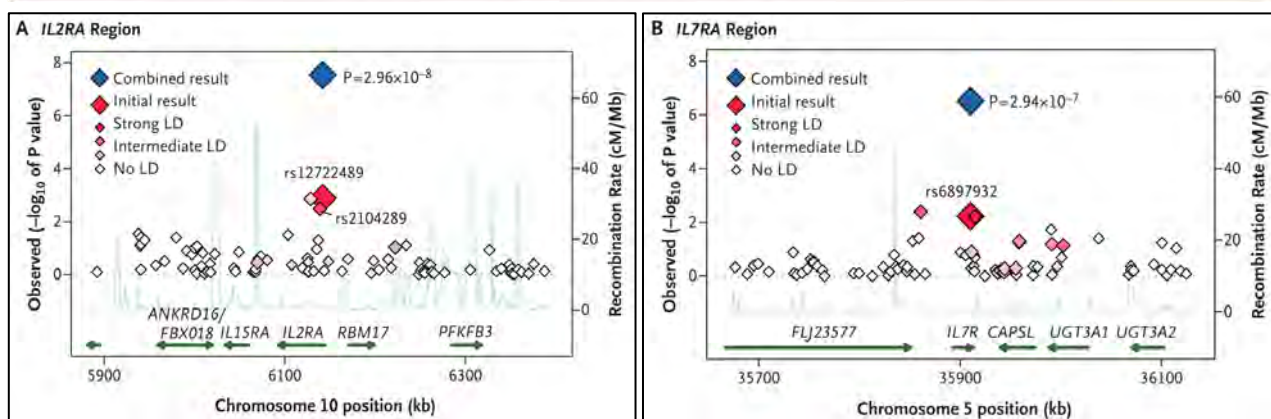 A IL2RA Region
8
6
4
2
0
Observed (−log10 of P value)
Combined result
Initial result
Strong LD
Intermediate LD
No LD
P=2.96×10−8
rs12722489
rs2104289
60
40
20
0
Recombination Rate (cM/Mb)
ANKRD16/
FBX018 IL15RA IL2RA RBM17 PFKFB3
5900 6100 6300
Chromosome 10 position (kb)
B IL7RA Region
8
6
4
2
0
Observed (−log10 of P value)
Combined result
Initial result
Strong LD
Intermediate LD
No LD
P=2.94×10−7
rs6897932
60
40
20
0
Recombination Rate (cM/Mb)
FLJ23577 IL7R CAPSL UGT3A1 UGT3A2
35700 35900 36100
Chromosome 5 position (kb)